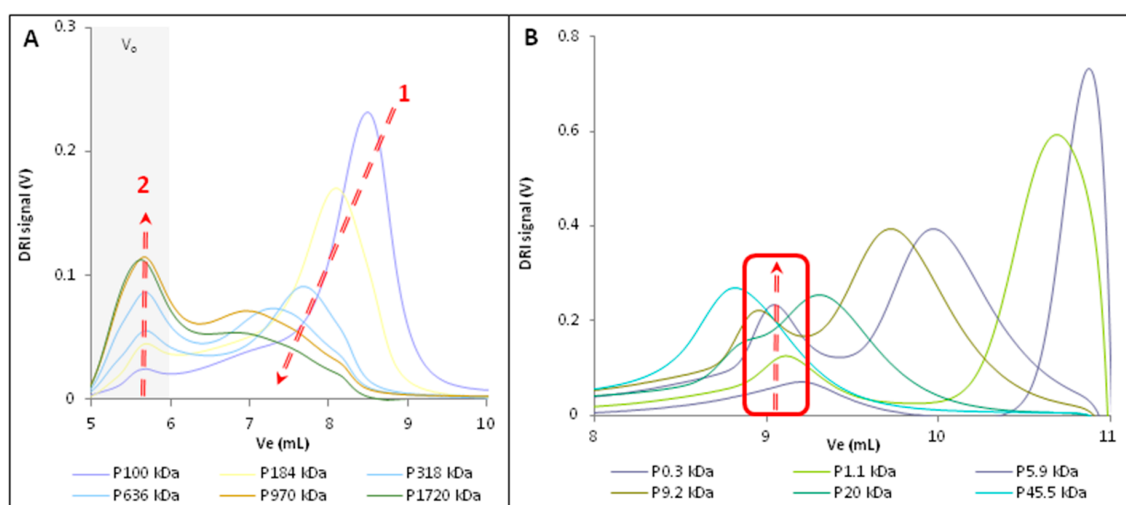 A
B
0.3
0.2
0.1
0
DRI signal (V)
Vo
2
1
5 6 7 8 9 10
Ve (mL)
P100 kDa P184 kDa P318 kDa
P636 kDa P970 kDa P1720 kDa
0.8
0.6
0.4
0.2
0
DRI signal (V)
8 9 10 11
Ve (mL)
P0.3 kDa P1.1 kDa P5.9 kDa
P9.2 kDa P20 kDa P45.5 kDa